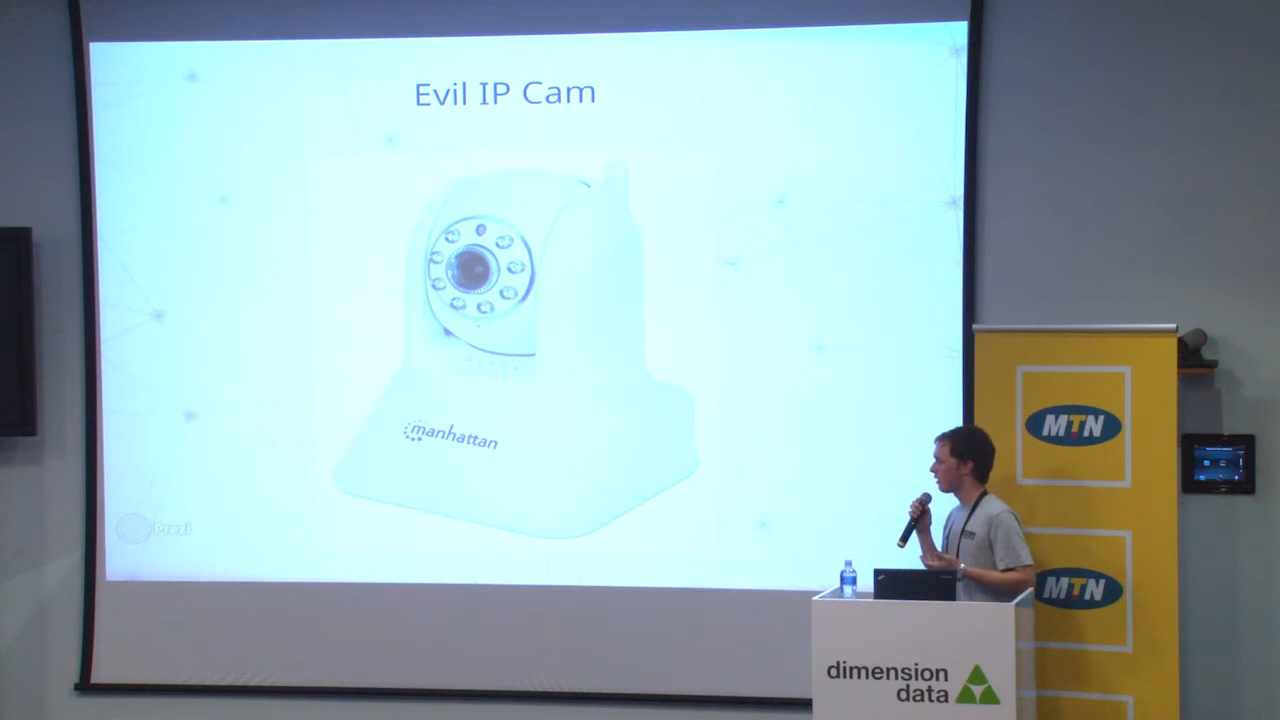 Evil IP Cam
manhattan
Prezi
MTN
MTN
dimension
data